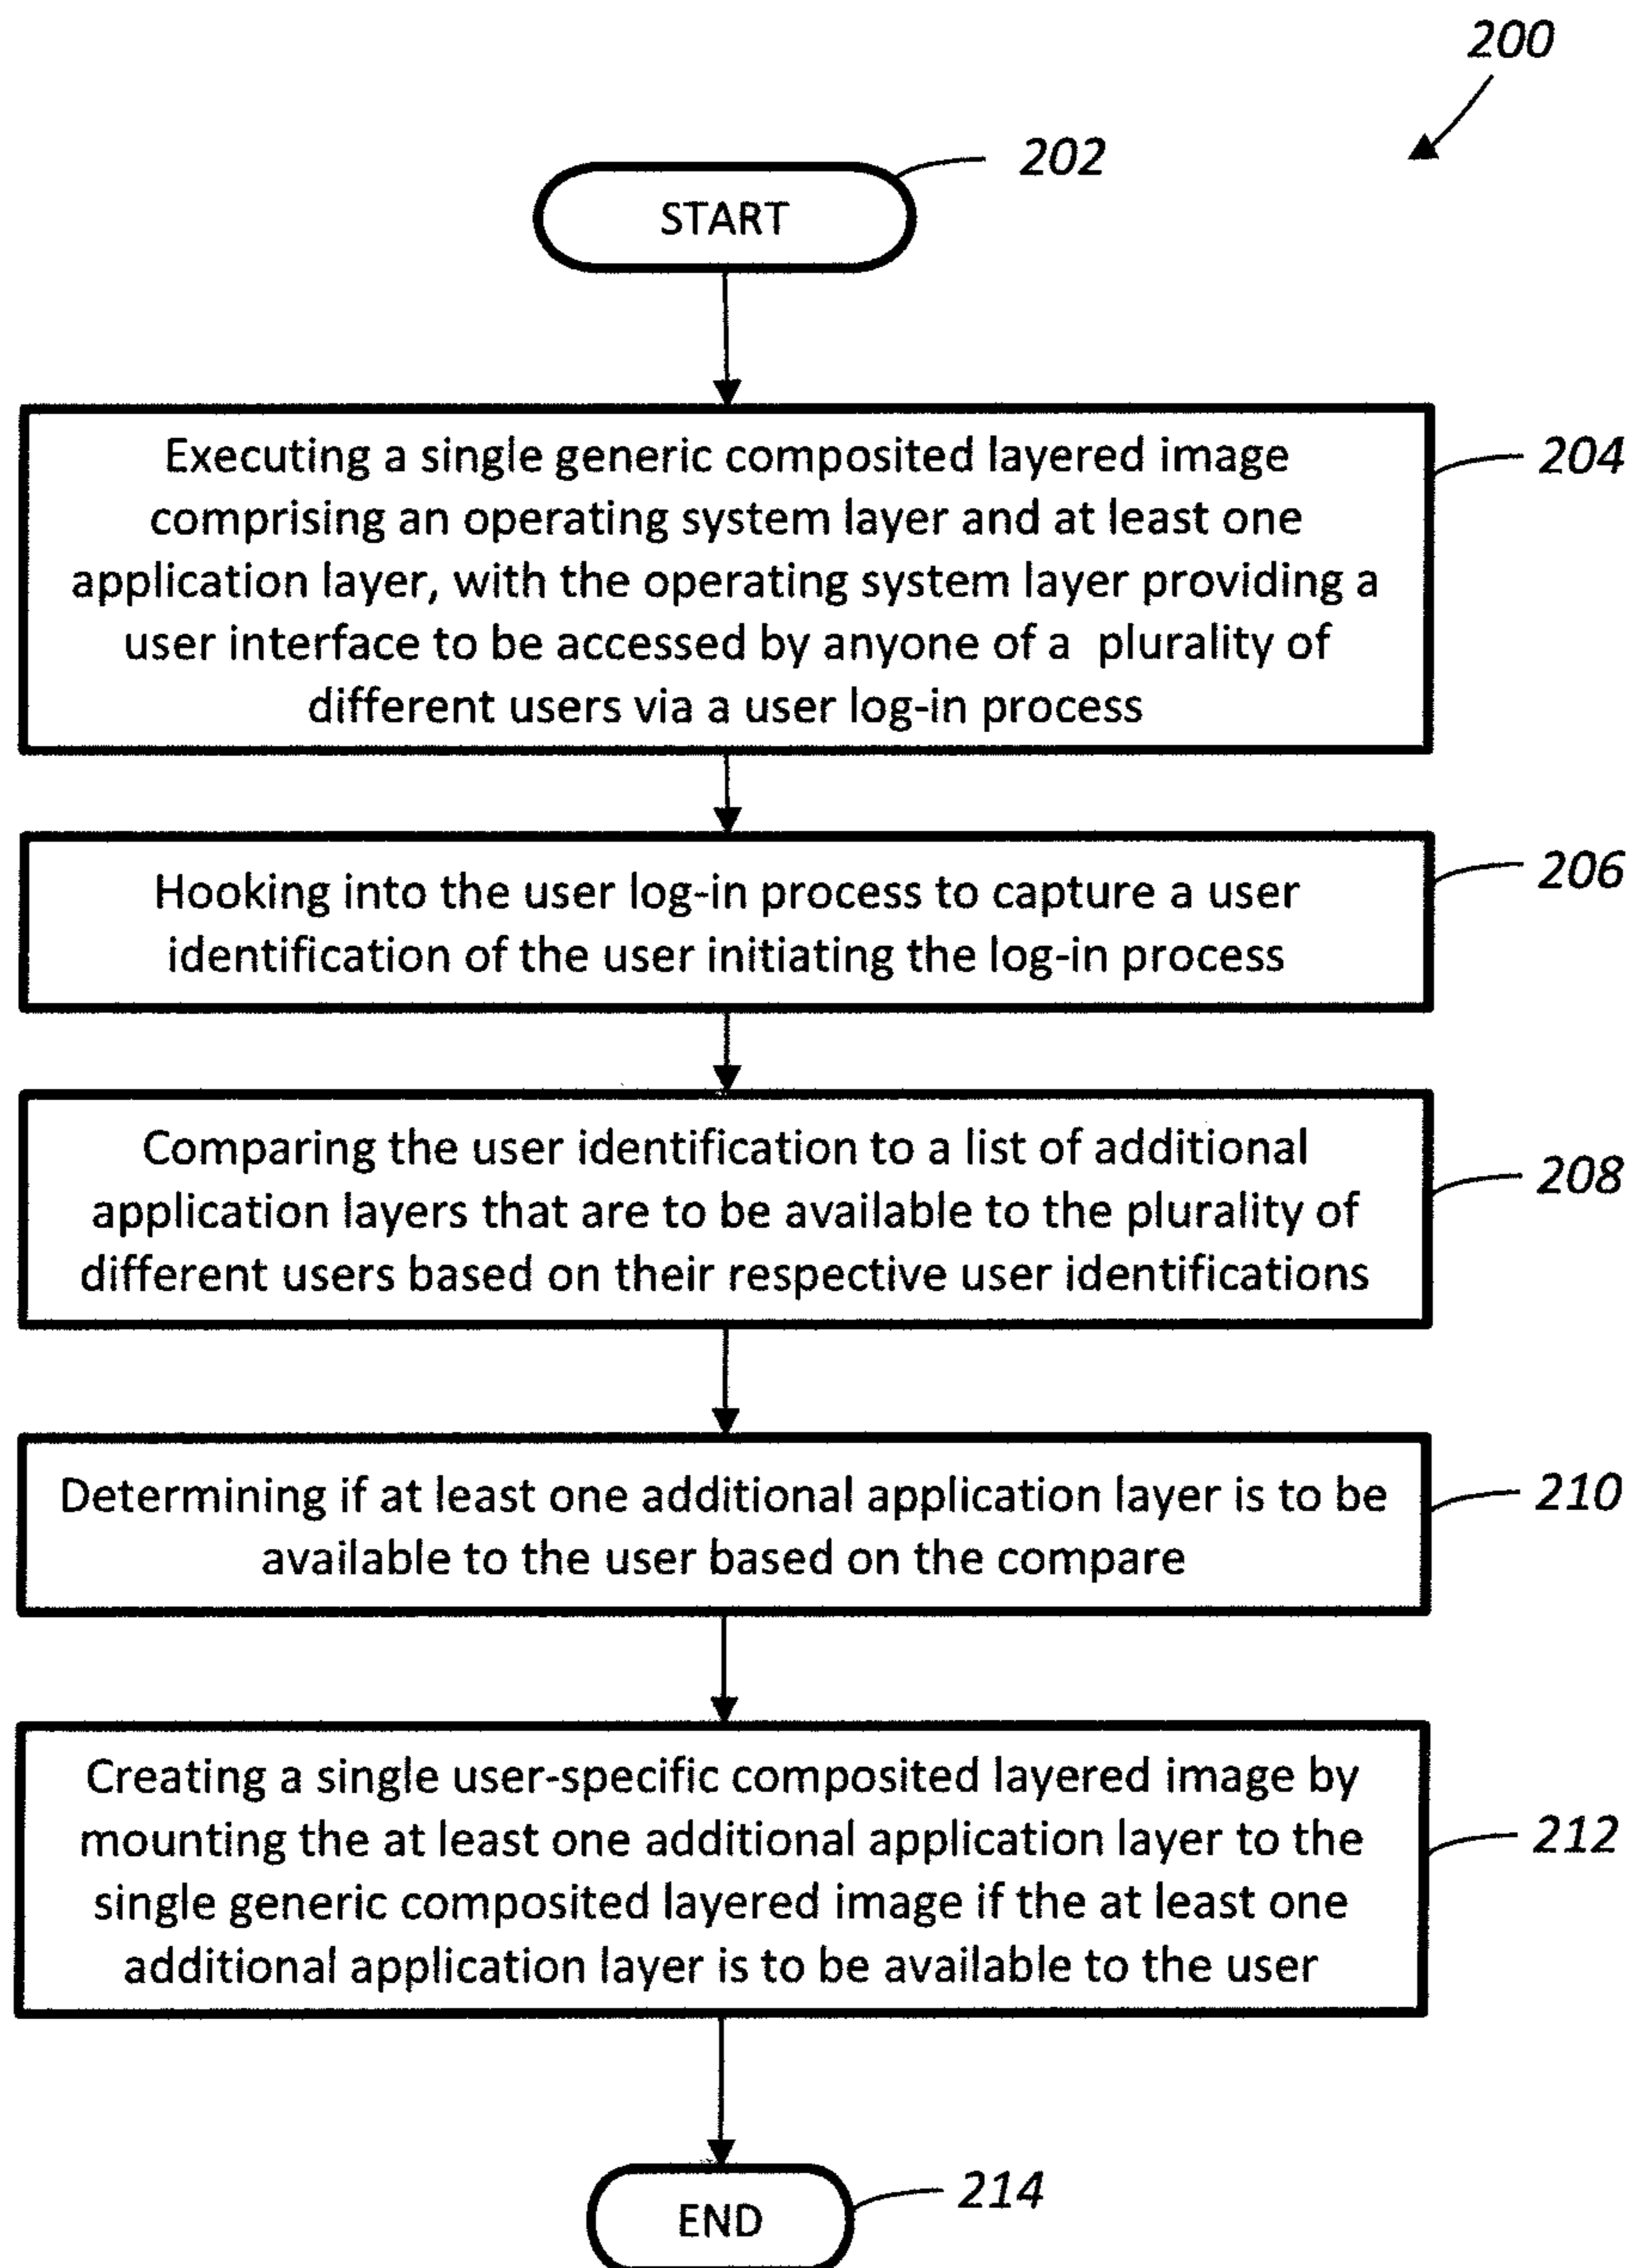 200
202
START
Executing a single generic composited layered image
comprising an operating system layer and at least one
application layer, with the operating system layer providing a
user interface to be accessed by anyone of a plurality of
different users via a user log-in process
204
Hooking into the user log-in process to capture a user
identification of the user initiating the log-in process
206
Comparing the user identification to a list of additional
application layers that are to be available to the plurality of
different users based on their respective user identifications
208
Determining if at least one additional application layer is to be
available to the user based on the compare
210
Creating a single user-specific composited layered image by
mounting the at least one additional application layer to the
single generic composited layered image if the at least one
additional application layer is to be available to the user
212
END
214